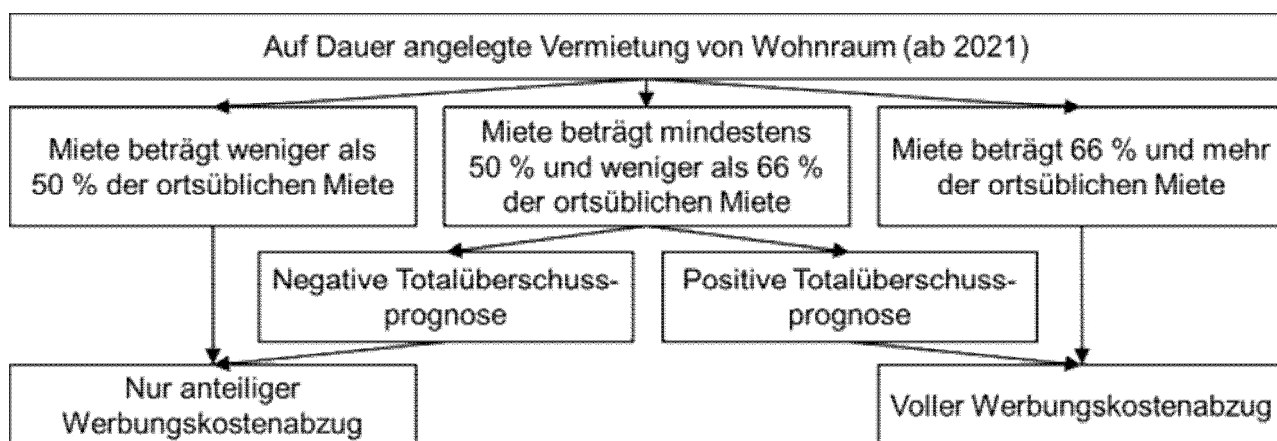 Auf Dauer angelegte Vermietung von Wohnraum (ab 2021)
Miete beträgt weniger als
50 % der ortsüblichen Miete
Miete beträgt mindestens
50 % und weniger als 66 %
der ortsüblichen Miete
Miete beträgt 66 % und mehr
der ortsüblichen Miete
Negative Totalüberschuss-
prognose
Positive Totalüberschuss-
prognose
Nur anteiliger
Werbungskostenabzug
Voller Werbungskostenabzug